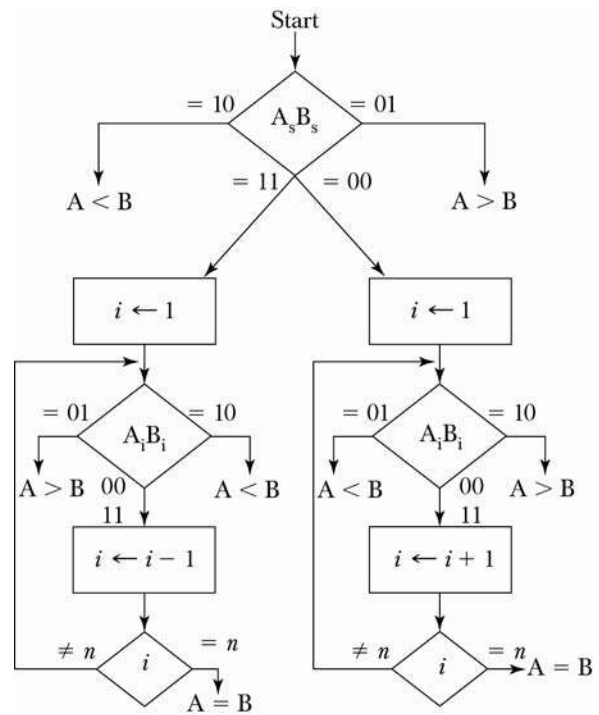 Start
= 10
= 01
AₛBₛ
A < B
= 11
= 00
A > B
i ← 1
i ← 1
= 01
= 10
AᵢBᵢ
A > B
00
11
A < B
= 01
= 10
AᵢBᵢ
A < B
00
11
A > B
i ← i − 1
i ← i + 1
≠ n
i
= n
A = B
≠ n
i
= n
A = B